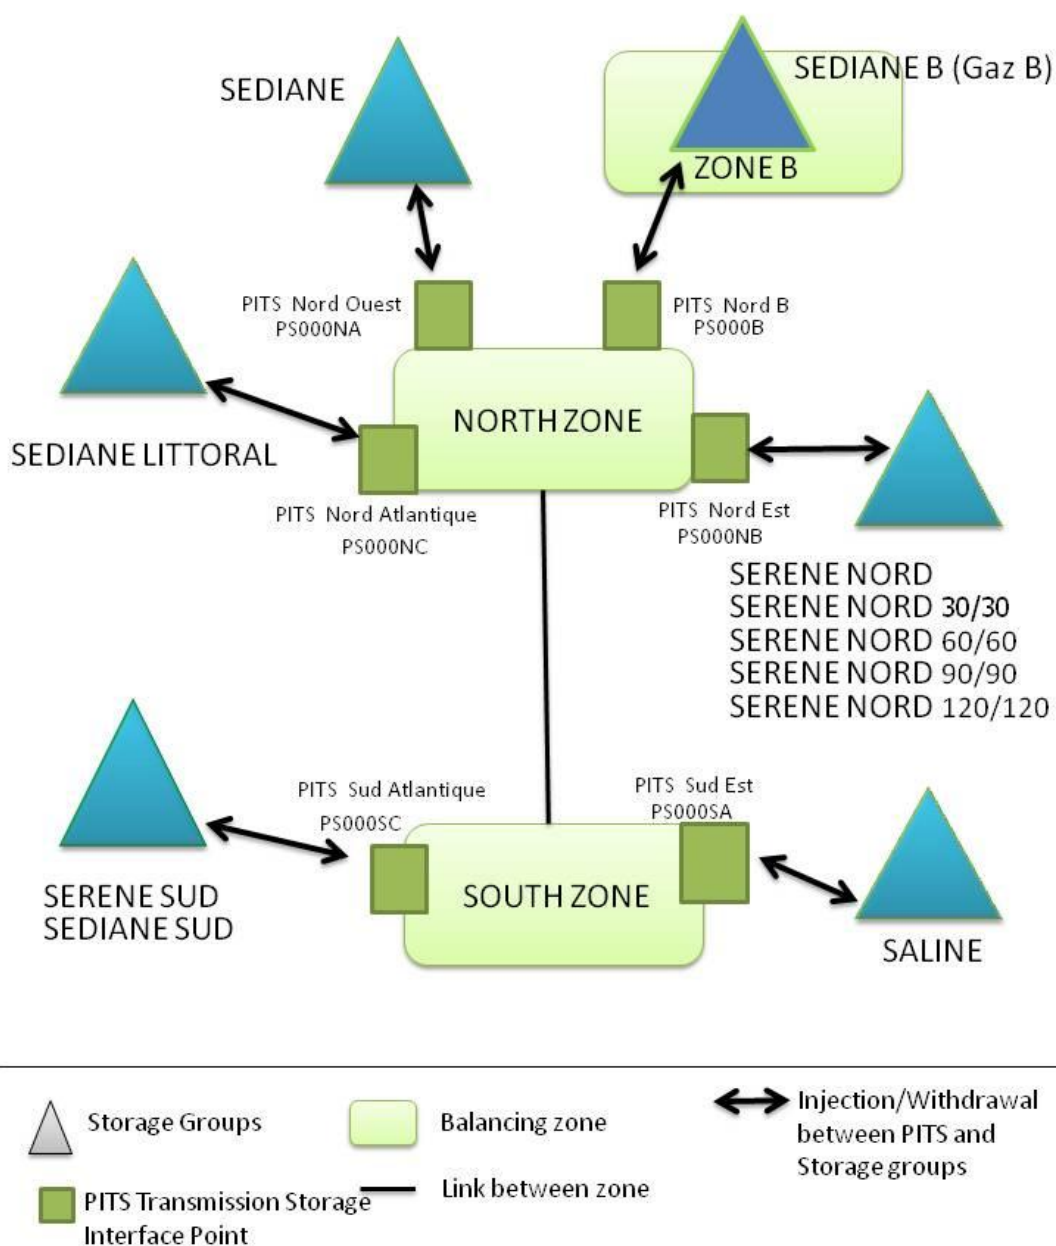 SEDIANE
SEDIANE B (Gaz B)
ZONE B
PITS Nord Ouest
PS000NA
PITS Nord B
PS000B
NORTH ZONE
SEDIANE LITTORAL
PITS Nord Atlantique
PS000NC
PITS Nord Est
PS000NB
SERENE NORD
SERENE NORD 30/30
SERENE NORD 60/60
SERENE NORD 90/90
SERENE NORD 120/120
PITS Sud Atlantique
PS000SC
PITS Sud Est
PS000SA
SOUTH ZONE
SERENE SUD
SEDIANE SUD
SALINE
Storage Groups
Balancing zone
Injection/Withdrawal
between PITS and
Storage groups
PITS Transmission Storage
Interface Point
Link between zone